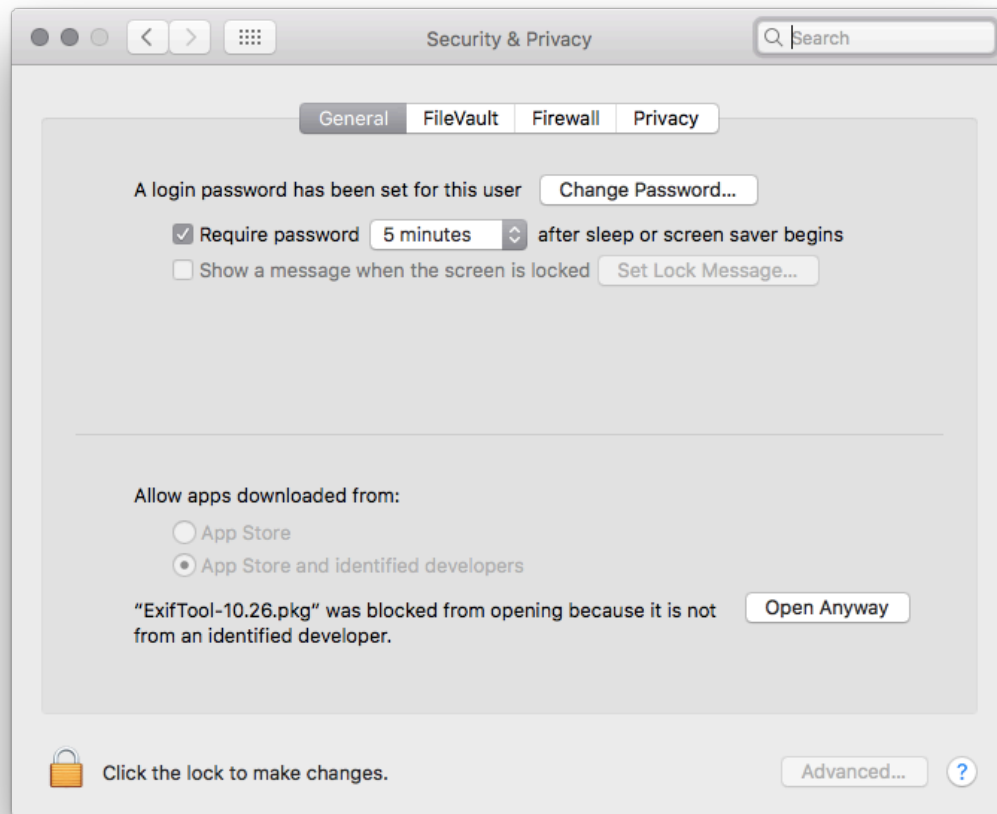 Security & Privacy
Search
General FileVault Firewall Privacy
A login password has been set for this user Change Password...
Require password 5 minutes after sleep or screen saver begins
Show a message when the screen is locked Set Lock Message...
Allow apps downloaded from:
App Store
App Store and identified developers
“ExifTool-10.26.pkg“ was blocked from opening because it is not Open Anyway
from an identified developer.
Click the lock to make changes. Advanced... ?